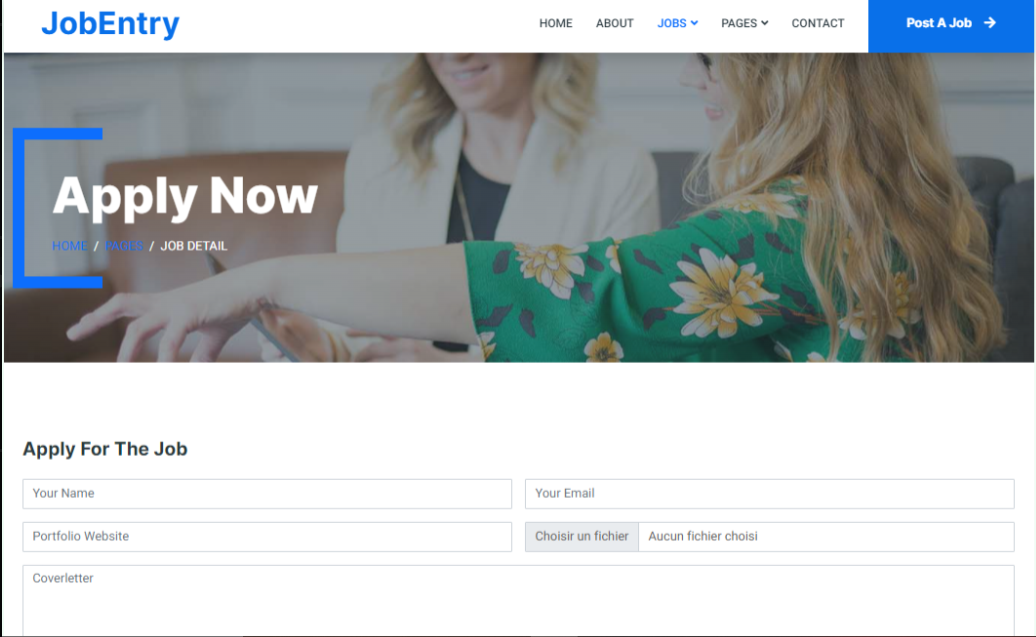 JobEntry HOME ABOUT JOBS PAGES CONTACT Post A Job
Apply Now
HOME / PAGES / JOB DETAIL
Apply For The Job
Your Name Your Email
Portfolio Website Choisir un fichier Aucun fichier choisi
Coverletter